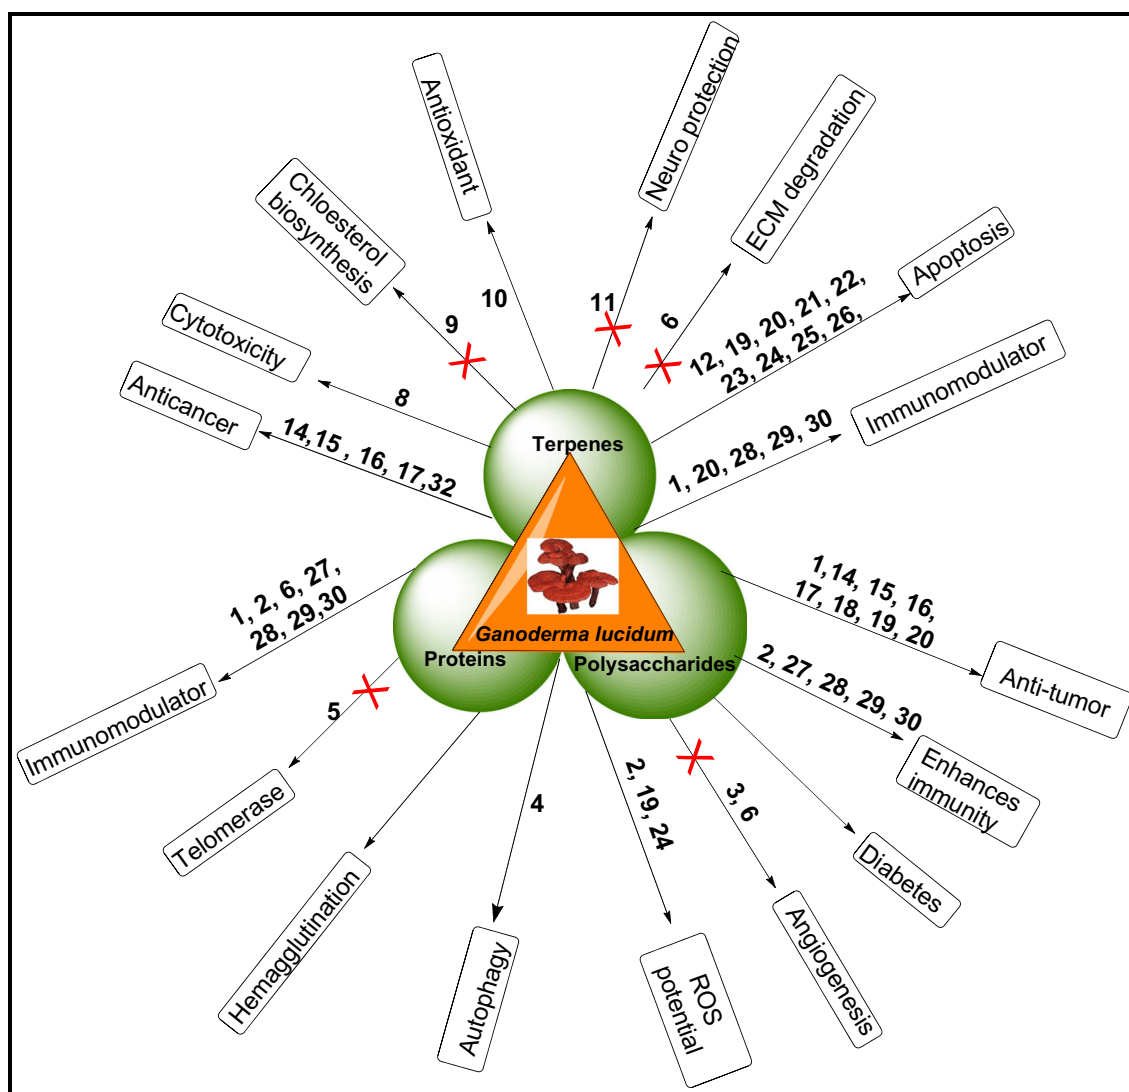 Antioxidant
Neuro protection
ECM degradation
Chloesterol
biosynthesis
Apoptosis
Cytotoxicity
Immunomodulator
Anticancer
10
11
6
9
8
12, 19, 20, 21, 22,
23, 24, 25, 26,
14,15 , 16, 17,32
1, 20, 28, 29, 30
Terpenes
Ganoderma lucidum
Proteins
Polysaccharides
1, 2, 6, 27,
28, 29,30
1,14, 15, 16,
17, 18, 19, 20
Immunomodulator
Anti-tumor
5
2, 27, 28, 29, 30
Telomerase
Enhances
immunity
4
2, 19, 24
3, 6
Diabetes
Hemagglutination
Autophagy
ROS
potential
Angiogenesis